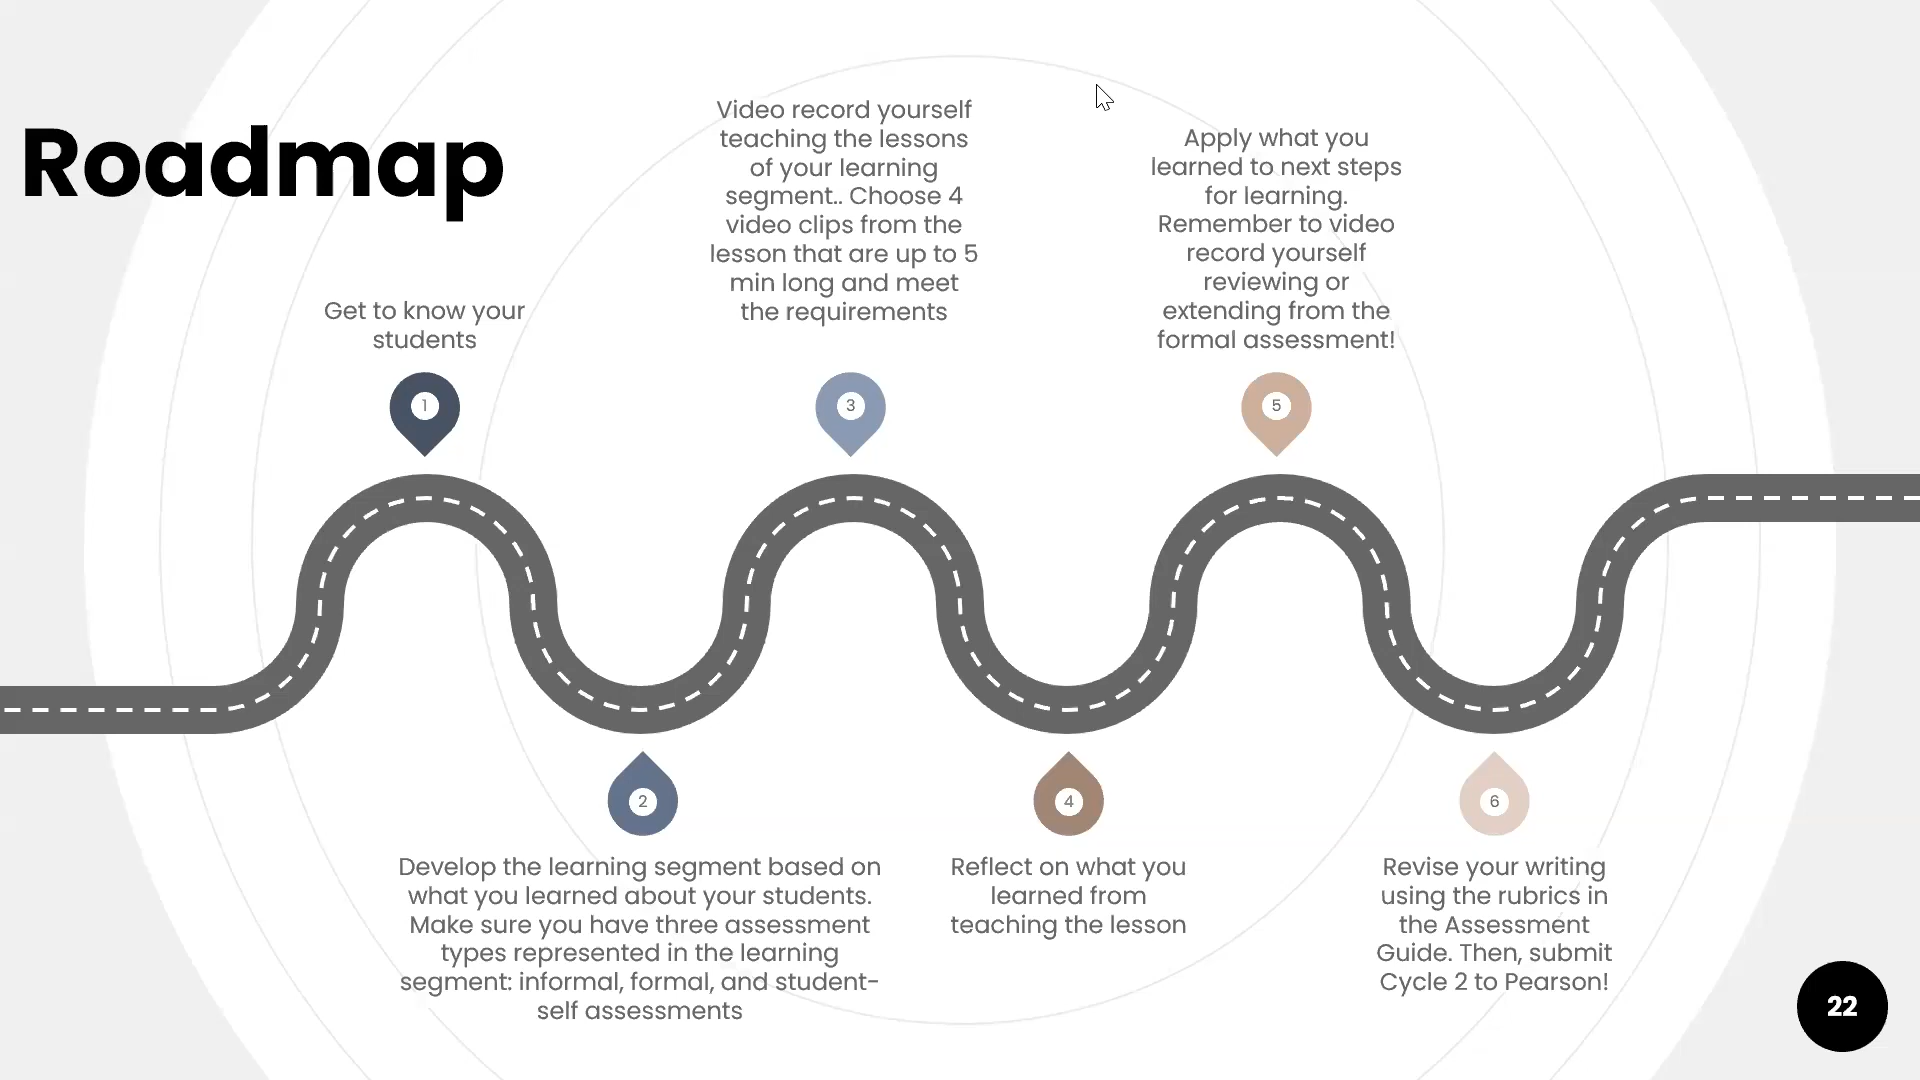 Roadmap
Get to know your
students
1
Develop the learning segment based on
what you learned about your students.
Make sure you have three assessment
types represented in the learning
segment: informal, formal, and student-
self assessments
2
Video record yourself
teaching the lessons
of your learning
segment.. Choose 4
video clips from the
lesson that are up to 5
min long and meet
the requirements
3
Reflect on what you
learned from
teaching the lesson
4
Apply what you
learned to next steps
for learning.
Remember to video
record yourself
reviewing or
extending from the
formal assessment!
5
Revise your writing
using the rubrics in
the Assessment
Guide. Then, submit
Cycle 2 to Pearson!
6
22